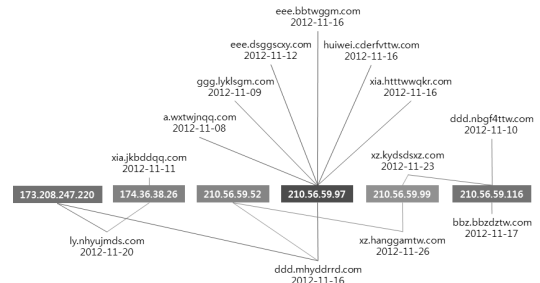 eee.bbtwggm.com
2012-11-16
eee.dsggscxy.com
2012-11-12
huiwei.cderfvttw.com
2012-11-16
ggg.lyklsgm.com
2012-11-09
xia.htttwwqkr.com
2012-11-16
a.wxtwjnqq.com
2012-11-08
ddd.nbgf4ttw.com
2012-11-10
xia.jkbddqq.com
2012-11-11
xz.kydsdsxz.com
2012-11-23
173.208.247.220
174.36.38.26
210.56.59.52
210.56.59.97
210.56.59.99
210.56.59.116
ly.nhyujmds.com
2012-11-20
xz.hanggamtw.com
2012-11-26
bbz.bbzdztw.com
2012-11-17
ddd.mhyddrrd.com
2012-11-16